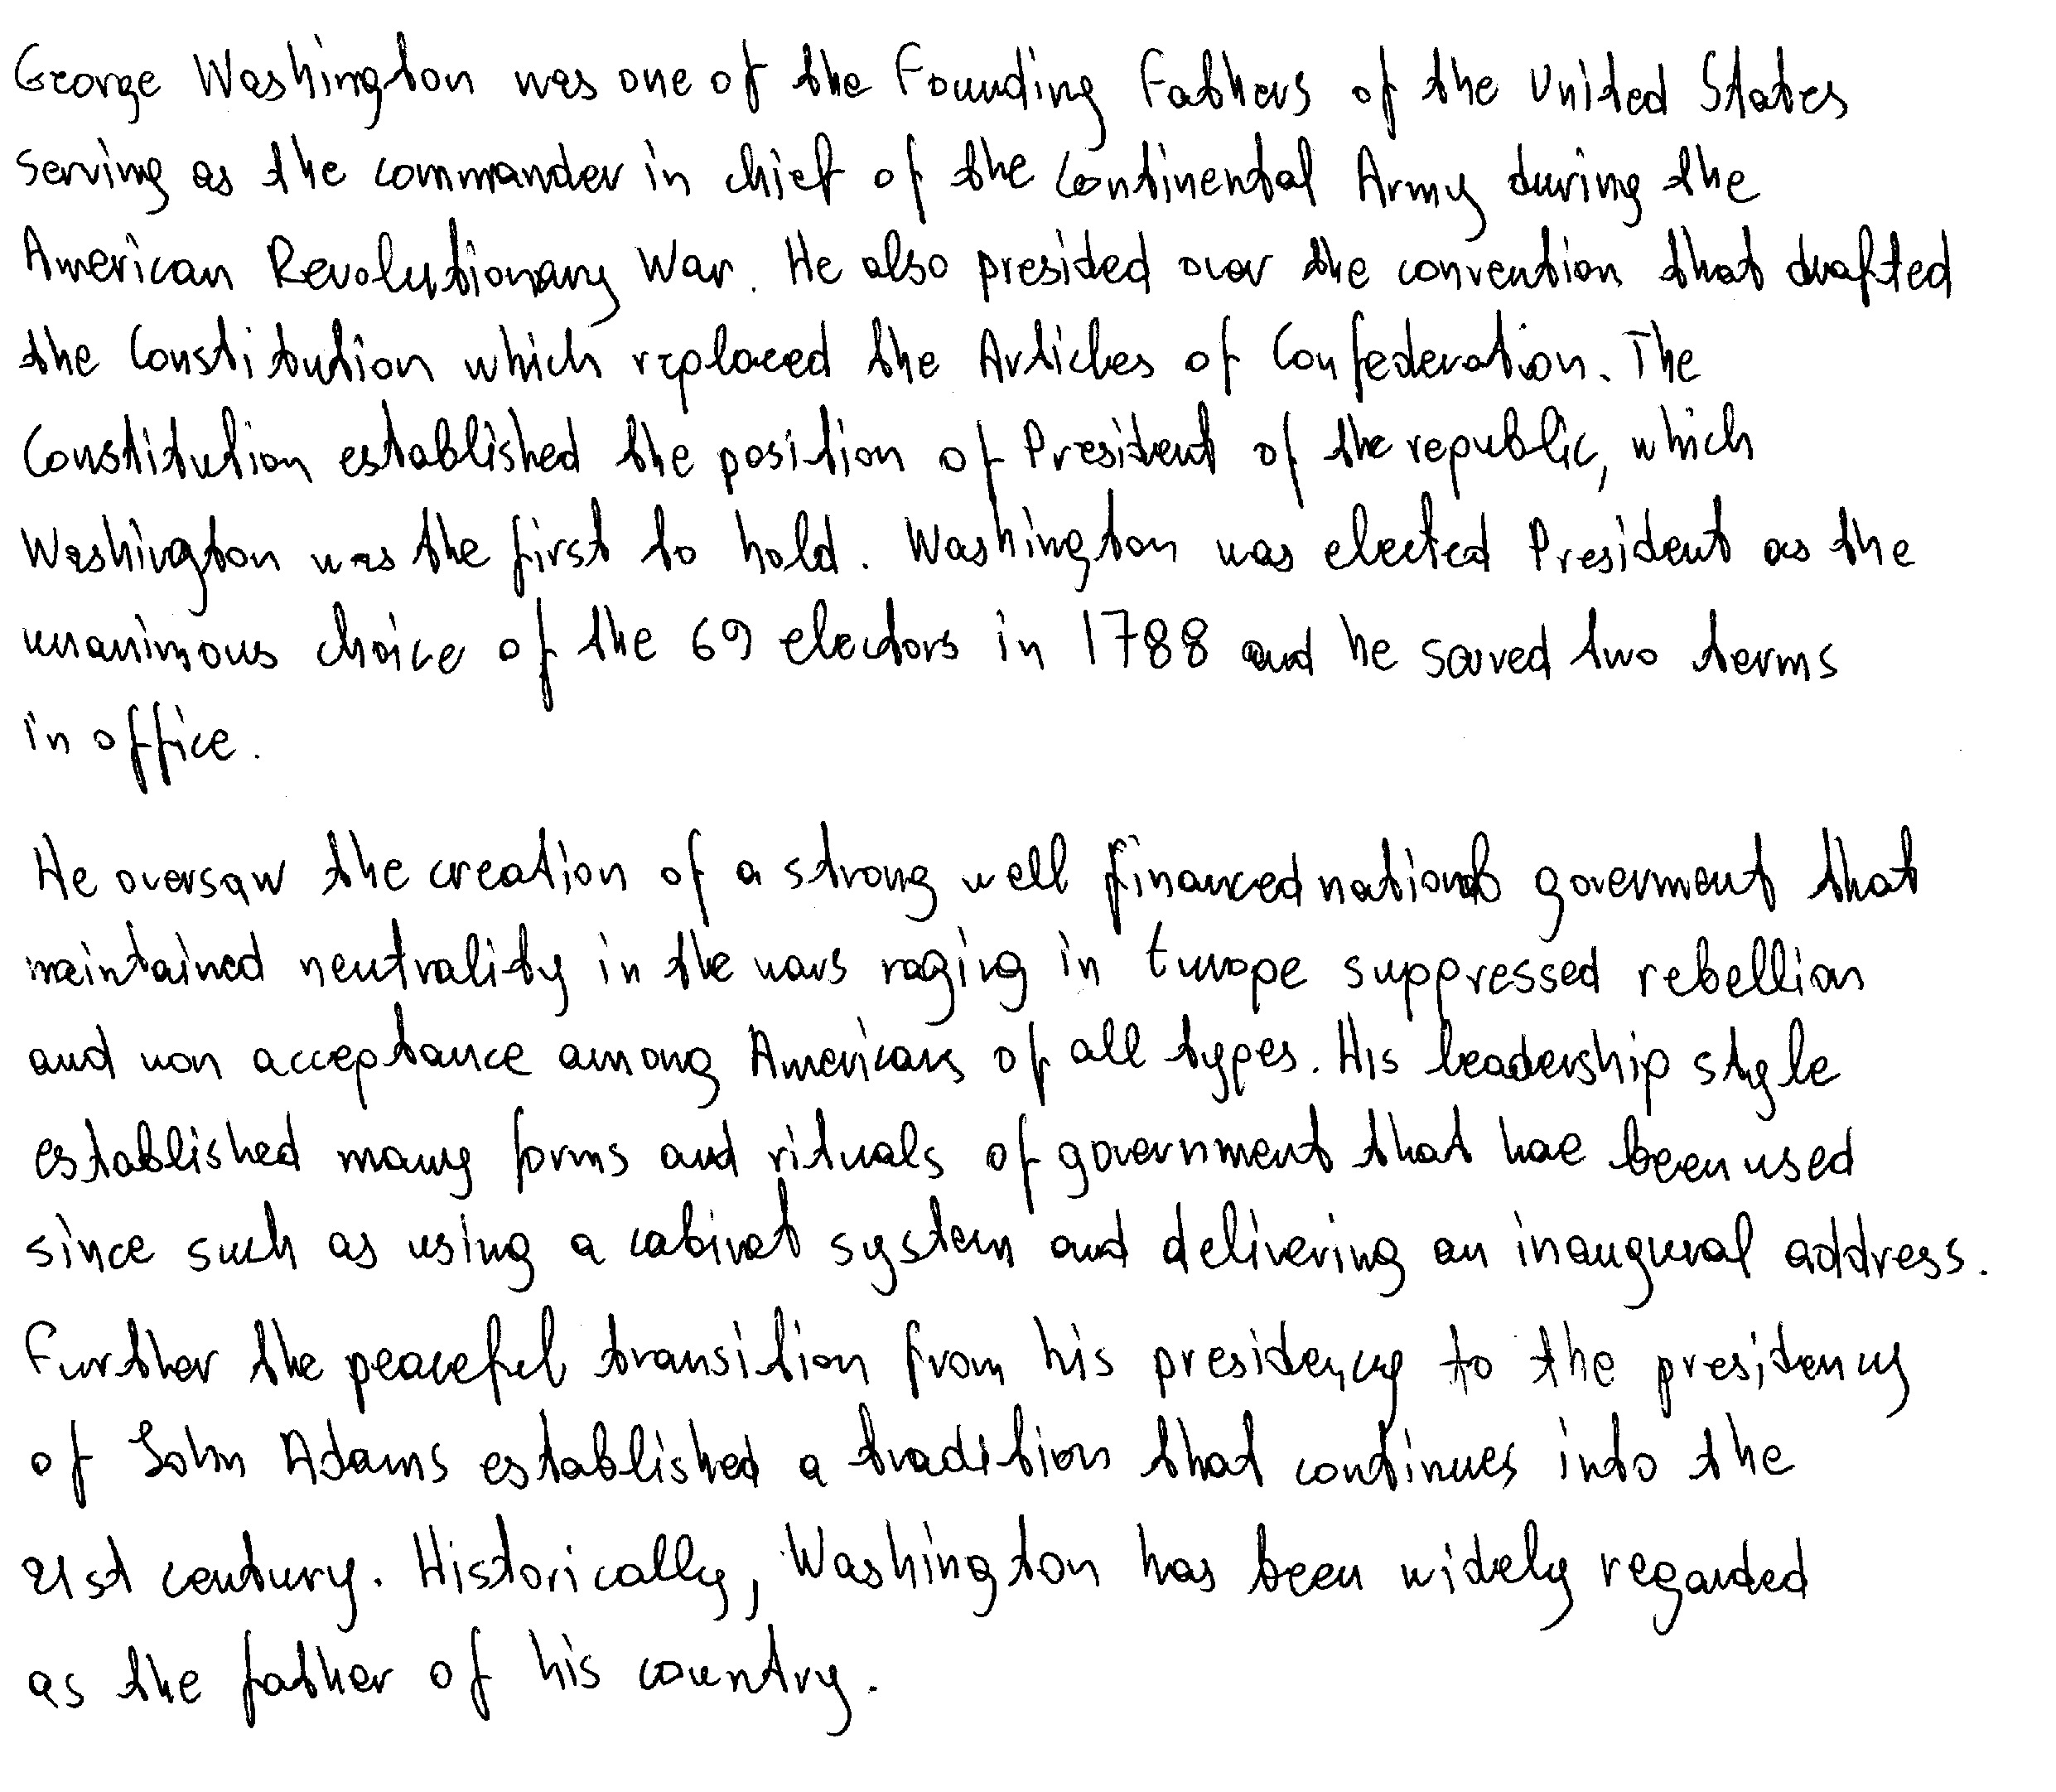 George Washington was one of the Founding Fathers of the United States
serving as the commander in chief of the Continental Army during the
American Revolutionary War. He also presided over the convention that drafted
the Constitution which replaced the Articles of Confederation. The
Constitution established the position of President of the republic, which
Washington was the first to hold. Washington was elected President as the
unanimous choice of the 69 electors in 1788 and he served two terms
in office.
He oversaw the creation of a strong well financed national goverment that
maintained neutrality in the wars raging in Europe suppressed rebellion
and won acceptance among Americans of all types. His leadership style
established many forms and rituals of government that hae been used
since such as using a cabinet system and delivering an inaugural address.
Further the peaceful transition from his presidency to the presidency
of John Adams established a tradition that continues into the
21st century. Historically, Washington has been widely regarded
as the father of his country.